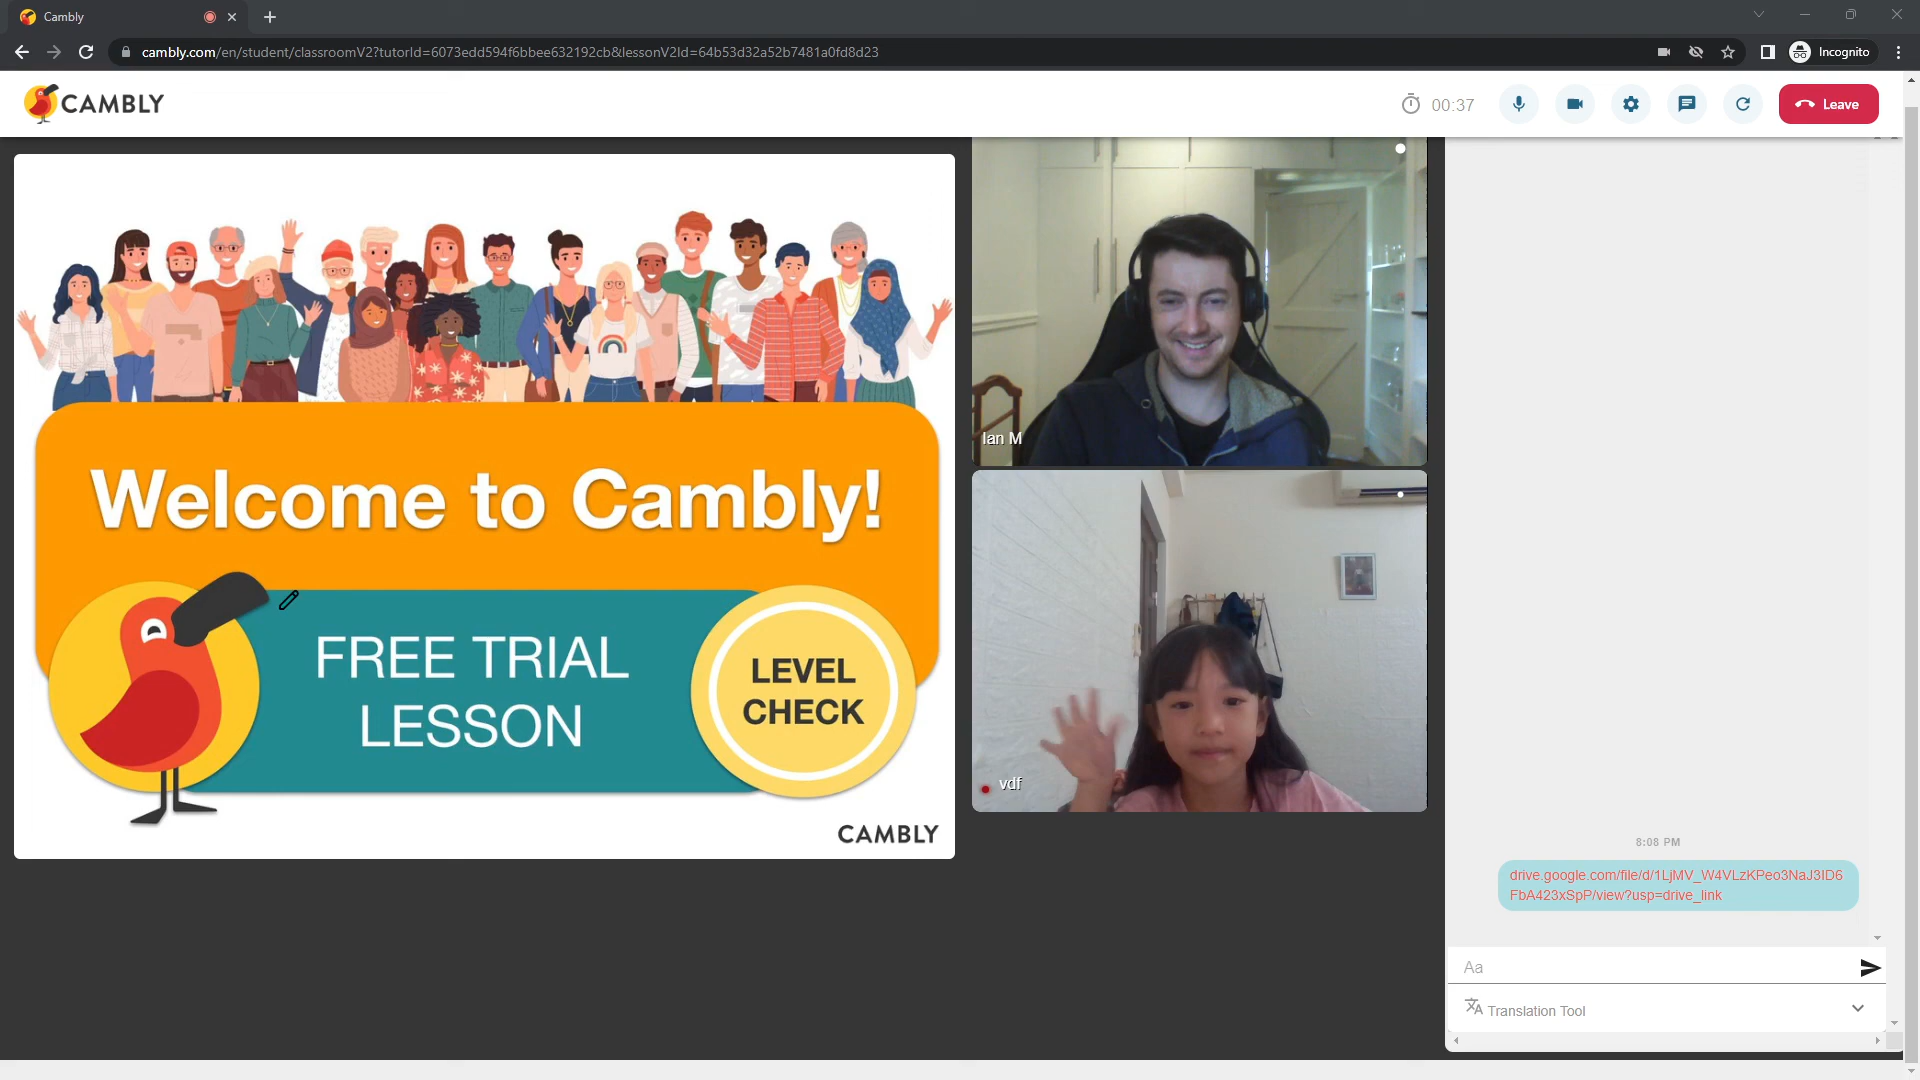 Cambly
cambly.com/en/student/classroomV2?tutorId=6073edd594f6bbee632192cb&lessonV2Id=64b53d32a52b7481a0fd8d23
Incognito
CAMBLY
00:37
Leave
Welcome to Cambly!
FREE TRIAL
LESSON
LEVEL
CHECK
CAMBLY
Ian M
vdf
8:08 PM
drive.google.com/file/d/1LjMV_W4VLzKPeo3NaJ3ID6
FbA423xSpP/view?usp=drive_link
Aa
Translation Tool